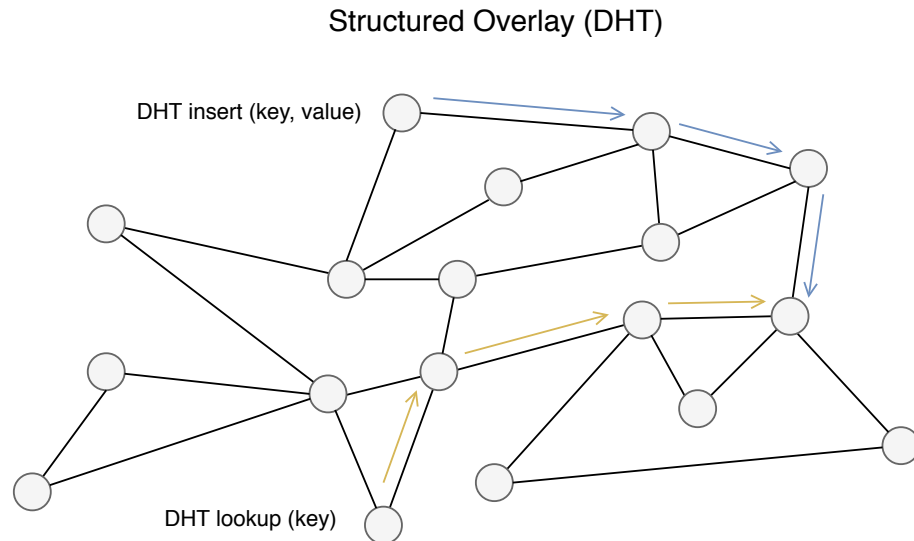 Structured Overlay (DHT)
DHT insert (key, value)
DHT lookup (key)